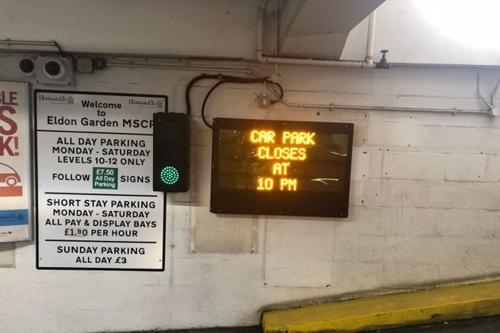 BLE
S
K!
Welcome
to
Eldon Garden MSCP
ALL DAY PARKING
MONDAY - SATURDAY
LEVELS 10-12 ONLY
FOLLOW £7.50 All Day Parking SIGNS
SHORT STAY PARKING
MONDAY - SATURDAY
ALL PAY & DISPLAY BAYS
£1.80 PER HOUR
SUNDAY PARKING
ALL DAY £3
CAR PARK
CLOSES
AT
10 PM